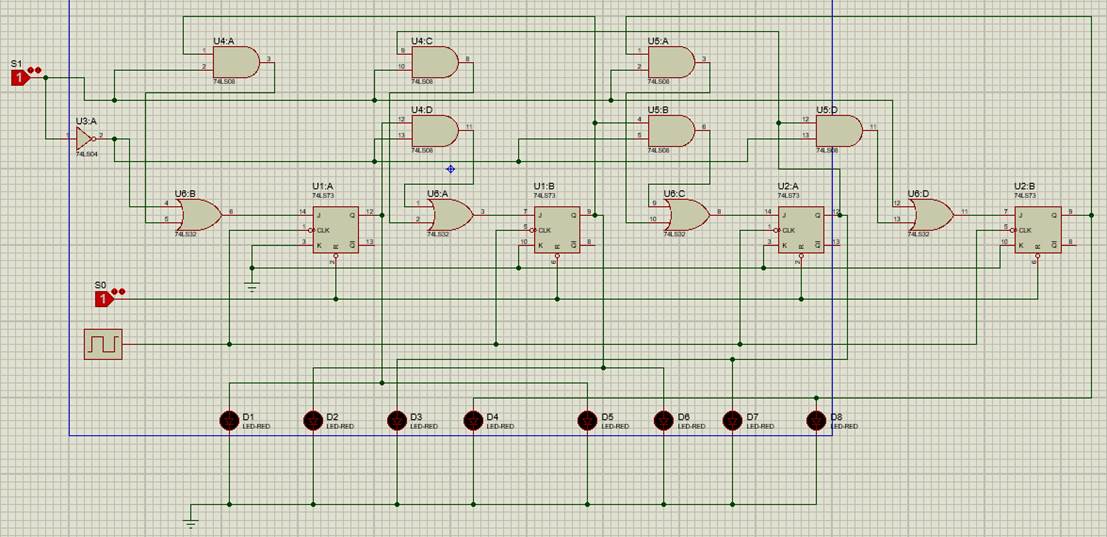 U4:A
U4:C
U5:A
1
3
2
74LS08
9
8
10
74LS08
1
3
2
74LS08
S1
1
U3:A
1
2
74LS04
U4:D
12
11
13
74LS08
U5:B
4
6
5
74LS08
U5:D
12
11
13
74LS08
U6:B
4
6
5
74LS32
U1:A
74LS73
14
J
Q
12
1
CLK
3
K
Q
13
R
2
U6:A
1
3
2
74LS32
U1:B
74LS73
7
J
Q
9
5
CLK
10
K
Q
8
R
6
U6:C
9
8
10
74LS32
U2:A
74LS73
14
J
Q
12
1
CLK
3
K
Q
13
R
2
U6:D
12
11
13
74LS32
U2:B
74LS73
7
J
Q
9
5
CLK
10
K
Q
8
R
6
S0
1
D1
LED-RED
D2
LED-RED
D3
LED-RED
D4
LED-RED
D5
LED-RED
D6
LED-RED
D7
LED-RED
D8
LED-RED